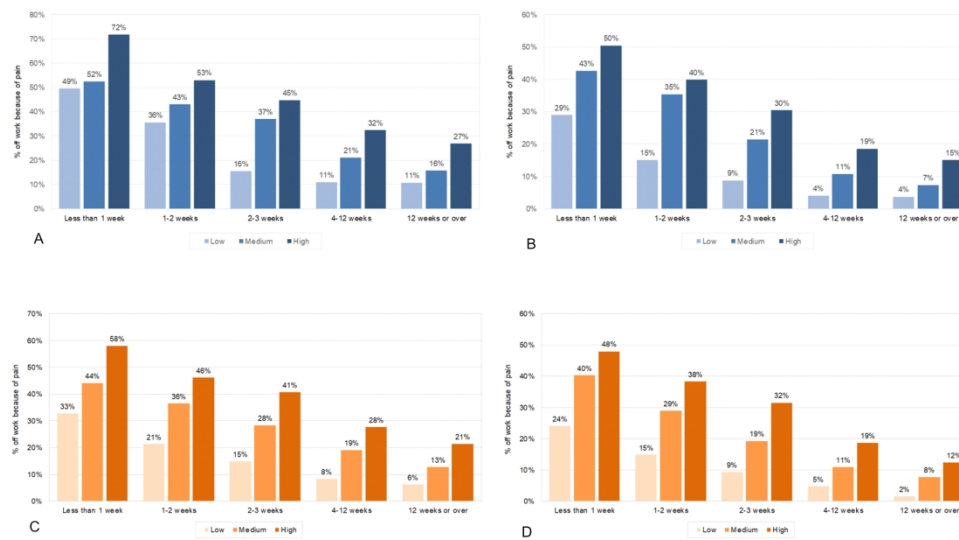 80%
70%
60%
50%
40%
30%
20%
10%
0%
% off work because of pain
49% 52% 72%
36% 43% 53%
16% 37% 45%
11% 21% 32%
11% 16% 27%
Less than 1 week 1-2 weeks 2-3 weeks 4-12 weeks 12 weeks or over
A
Low Medium High
60%
50%
40%
30%
20%
10%
0%
% off work because of pain
29% 43% 50%
15% 35% 40%
9% 21% 30%
4% 11% 19%
4% 7% 15%
Less than 1 week 1-2 weeks 2-3 weeks 4-12 weeks 12 weeks or over
B
Low Medium High
70%
60%
50%
40%
30%
20%
10%
0%
% off work because of pain
33% 44% 58%
21% 36% 46%
15% 28% 41%
8% 19% 28%
6% 13% 21%
Less than 1 week 1-2 weeks 2-3 weeks 4-12 weeks 12 weeks or over
C
Low Medium High
60%
50%
40%
30%
20%
10%
0%
% off work because of pain
24% 40% 48%
15% 29% 38%
9% 19% 32%
5% 11% 19%
2% 8% 12%
Less than 1 week 1-2 weeks 2-3 weeks 4-12 weeks 12 weeks or over
D
Low Medium High